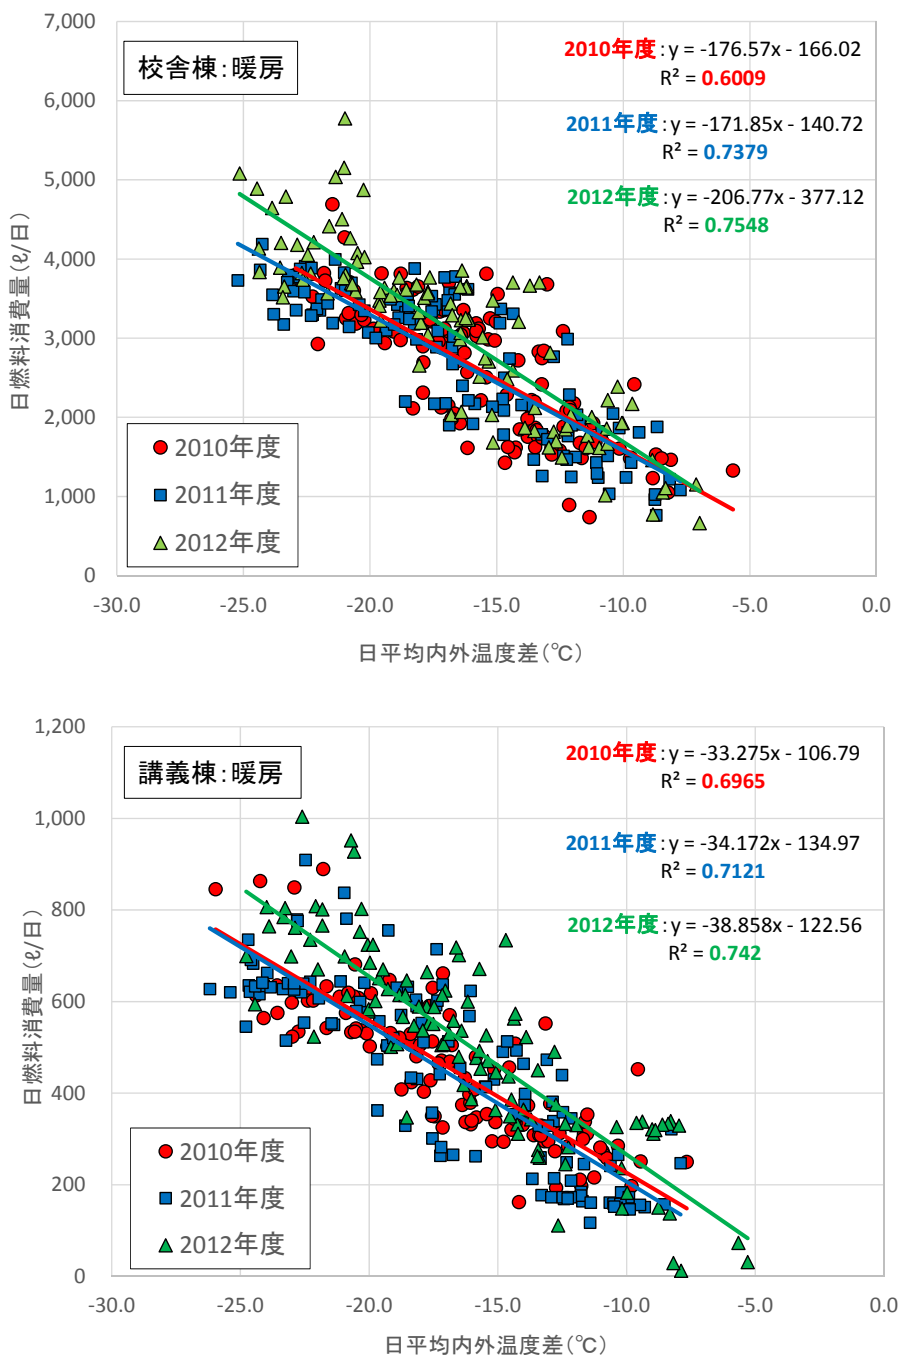 校舎棟：暖房
2010年度：y = -176.57x - 166.02
R² = 0.6009
2011年度：y = -171.85x - 140.72
R² = 0.7379
2012年度：y = -206.77x - 377.12
R² = 0.7548
日燃料消費量(ℓ/日)
7,000
6,000
5,000
4,000
3,000
2,000
1,000
0
2010年度
2011年度
2012年度
-30.0 -25.0 -20.0 -15.0 -10.0 -5.0 0.0
日平均内外温度差(℃)
講義棟：暖房
2010年度：y = -33.275x - 106.79
R² = 0.6965
2011年度：y = -34.172x - 134.97
R² = 0.7121
2012年度：y = -38.858x - 122.56
R² = 0.742
日燃料消費量(ℓ/日)
1,200
1,000
800
600
400
200
0
2010年度
2011年度
2012年度
-30.0 -25.0 -20.0 -15.0 -10.0 -5.0 0.0
日平均内外温度差(℃)